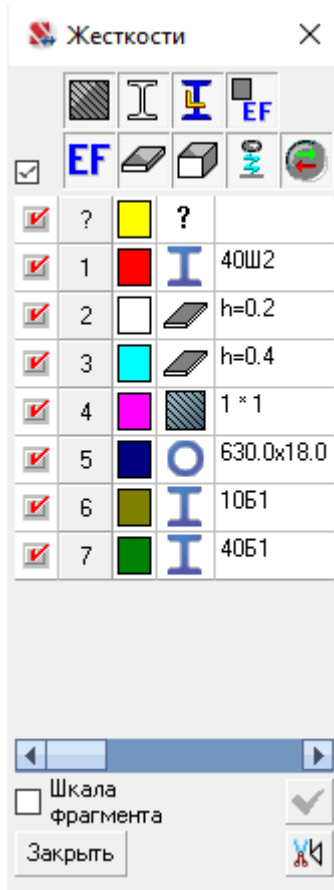 Жесткости
EF
EF
? ?
1 40Ш2
2 h=0.2
3 h=0.4
4 1 * 1
5 630.0x18.0
6 10Б1
7 40Б1
Шкала
фрагмента
Закрыть